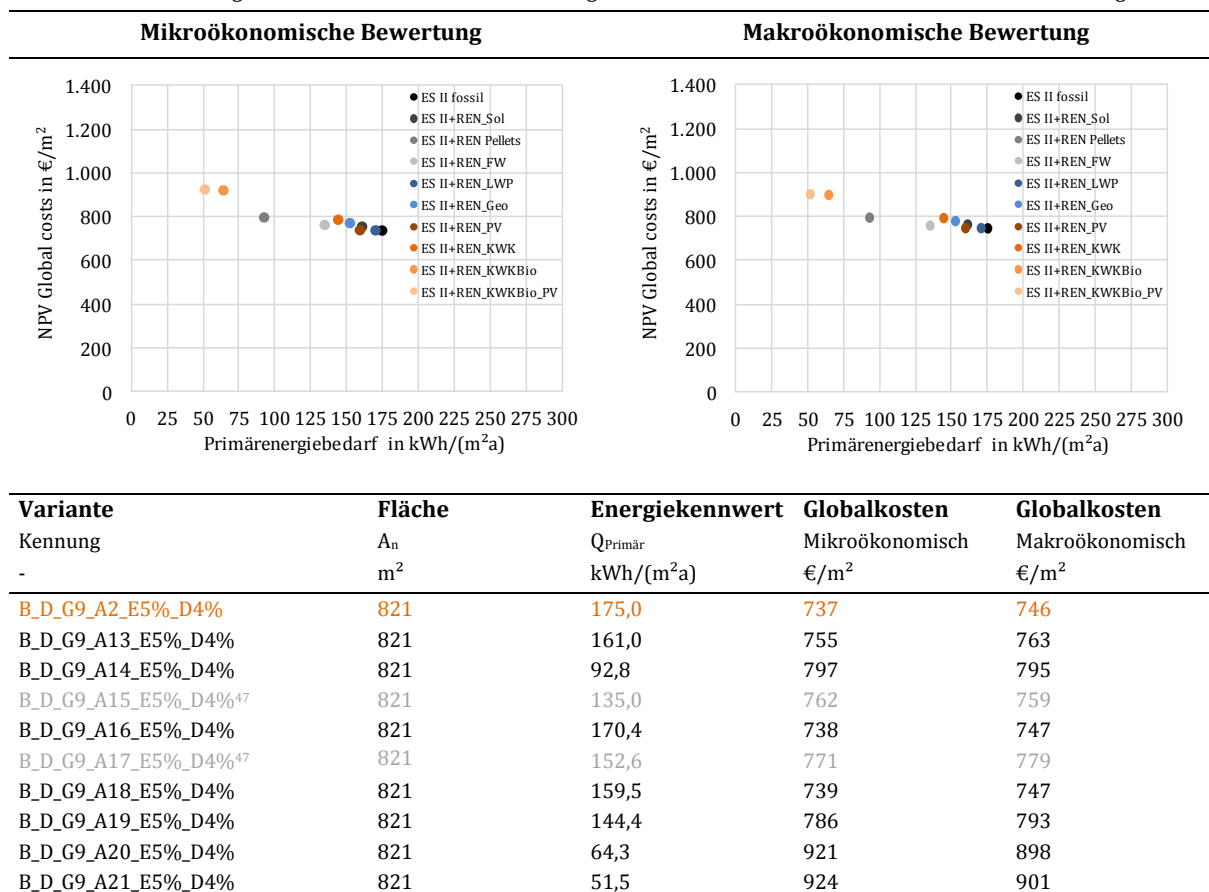 Mikroökonomische Bewertung Makroökonomische Bewertung
NPV Global costs in €/m²
1.400
1.200
1.000
800
600
400
200
0
0 25 50 75 100 125 150 175 200 225 250 275 300
Primärenergiebedarf in kWh/(m²a)
ES II fossil
ES II+REN_Sol
ES II+REN Pellets
ES II+REN_FW
ES II+REN_LWP
ES II+REN_Geo
ES II+REN_PV
ES II+REN_KWK
ES II+REN_KWKBio
ES II+REN_KWKBio_PV
NPV Global costs in €/m²
1.400
1.200
1.000
800
600
400
200
0
0 25 50 75 100 125 150 175 200 225 250 275 300
Primärenergiebedarf in kWh/(m²a)
ES II fossil
ES II+REN_Sol
ES II+REN Pellets
ES II+REN_FW
ES II+REN_LWP
ES II+REN_Geo
ES II+REN_PV
ES II+REN_KWK
ES II+REN_KWKBio
ES II+REN_KWKBio_PV
Variante Fläche Energiekennwert Globalkosten Globalkosten
Kennung An QPrimär Mikroökonomisch Makroökonomisch
- m² kWh/(m²a) €/m² €/m²
B_D_G9_A2_E5%_D4% 821 175,0 737 746
B_D_G9_A13_E5%_D4% 821 161,0 755 763
B_D_G9_A14_E5%_D4% 821 92,8 797 795
B_D_G9_A15_E5%_D4%⁴⁷ 821 135,0 762 759
B_D_G9_A16_E5%_D4% 821 170,4 738 747
B_D_G9_A17_E5%_D4%⁴⁷ 821 152,6 771 779
B_D_G9_A18_E5%_D4% 821 159,5 739 747
B_D_G9_A19_E5%_D4% 821 144,4 786 793
B_D_G9_A20_E5%_D4% 821 64,3 921 898
B_D_G9_A21_E5%_D4% 821 51,5 924 901